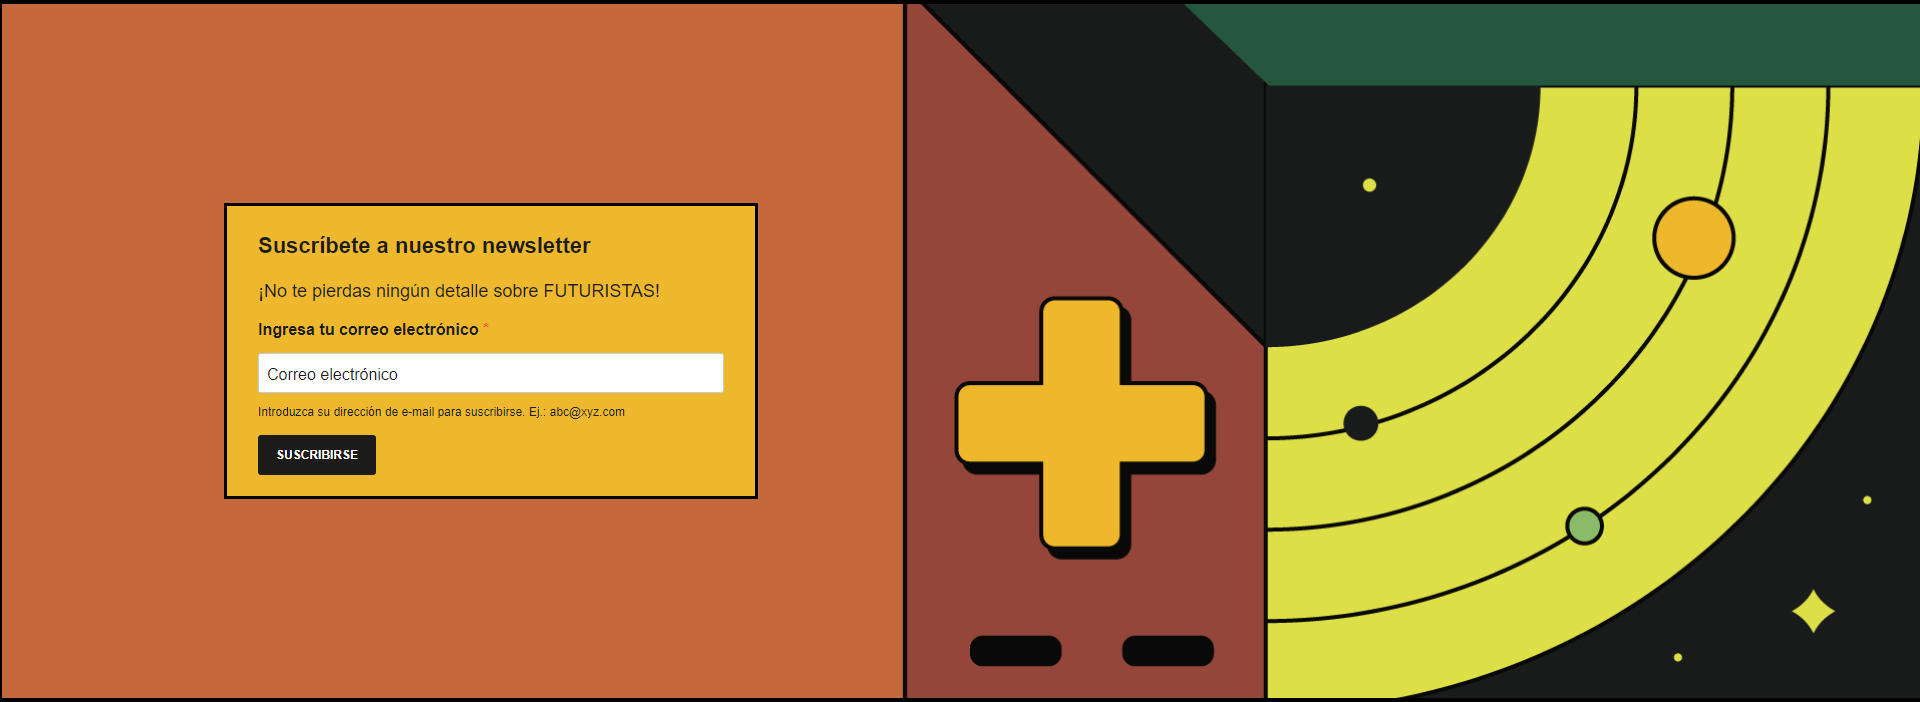 Suscríbete a nuestro newsletter
¡No te pierdas ningún detalle sobre FUTURISTAS!
Ingresa tu correo electrónico *
Correo electrónico
Introduzca su dirección de e-mail para suscribirse. Ej.: abc@xyz.com
SUSCRIBIRSE